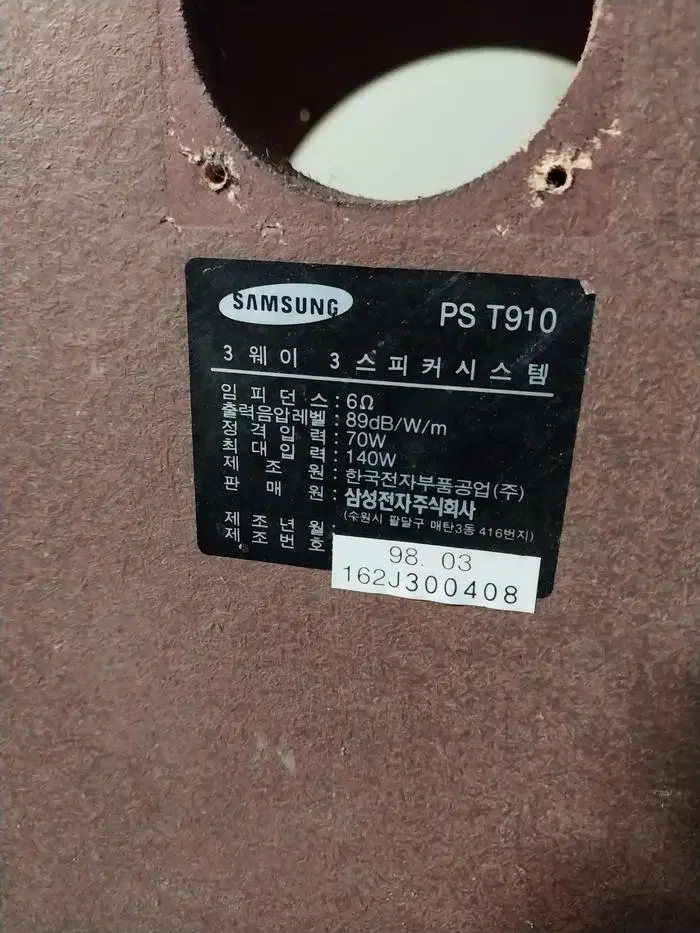 SAMSUNG PS T910
3 웨이 3 스피커시스템
임피던스 : 6Ω
출력음압레벨 : 89dB/W/m
정격입력 : 70W
최대입력 : 140W
제조원 : 한국전자부품공업(주)
판매원 : 삼성전자주식회사
(수원시 팔달구 매탄3동 416번지)
제조년월 : 98. 03
제조번호 : 162J300408